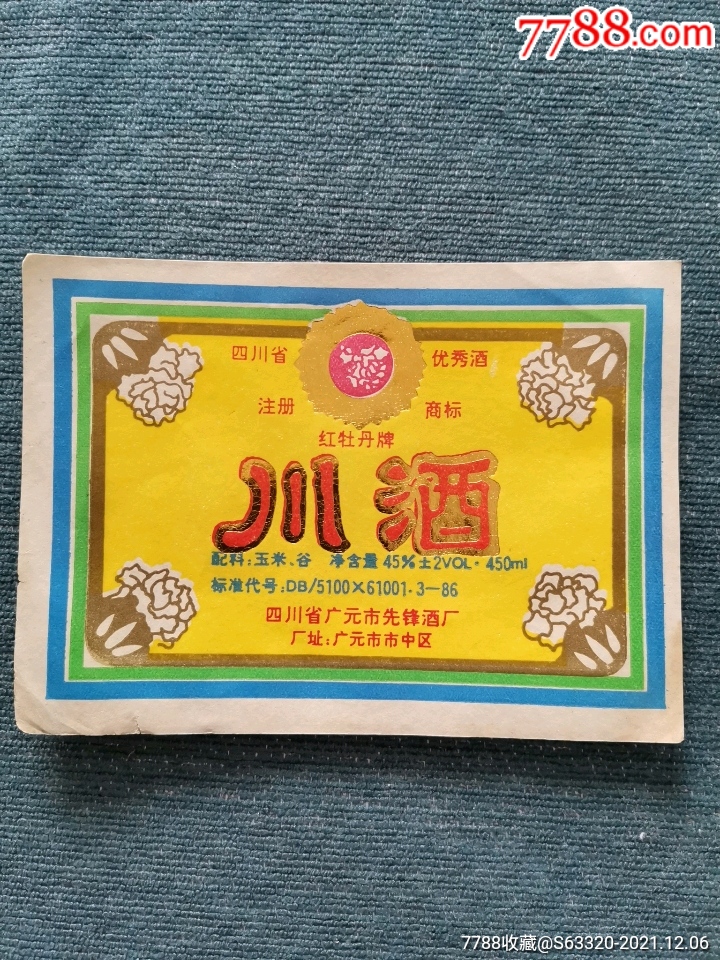 7788.com
四川省 优秀酒
注册 商标
红牡丹牌
川酒
配料:玉米、谷 净含量 45%±2VOL·450ml
标准代号:DB/5100×61001·3—86
四川省广元市先锋酒厂
厂址:广元市市中区
7788收藏@S63320-2021.12.06